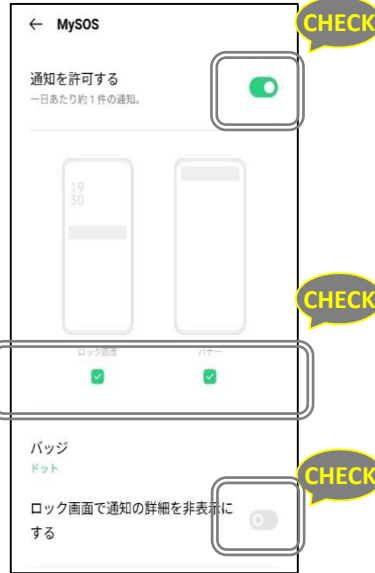 ← MySOS
CHECK
通知を許可する
一日あたり約1件の通知。
19
50
CHECK
ロック画面 バナー
バッジ
ドット
CHECK
ロック画面で通知の詳細を非表示に
する